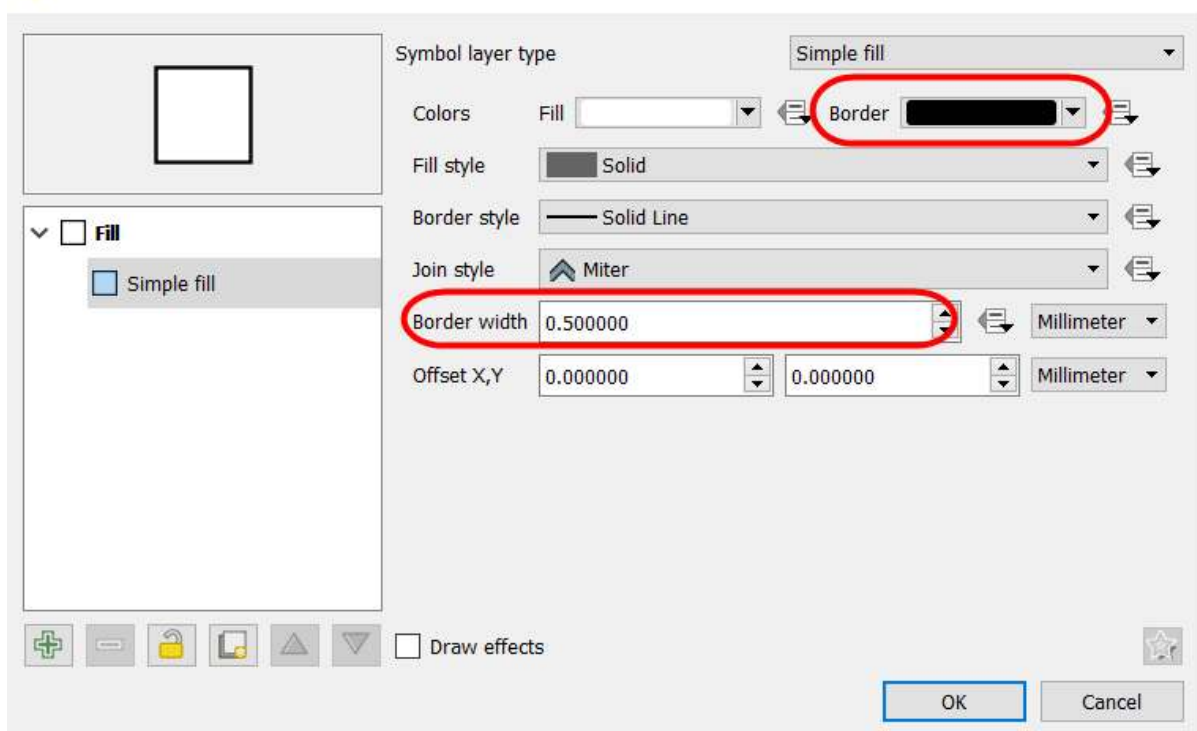 Symbol layer type Simple fill
Colors Fill Border
Fill style Solid
Border style Solid Line
Join style Miter
Border width 0.500000 Millimeter
Offset X,Y 0.000000 0.000000 Millimeter
Fill
Simple fill
Draw effects
OK Cancel